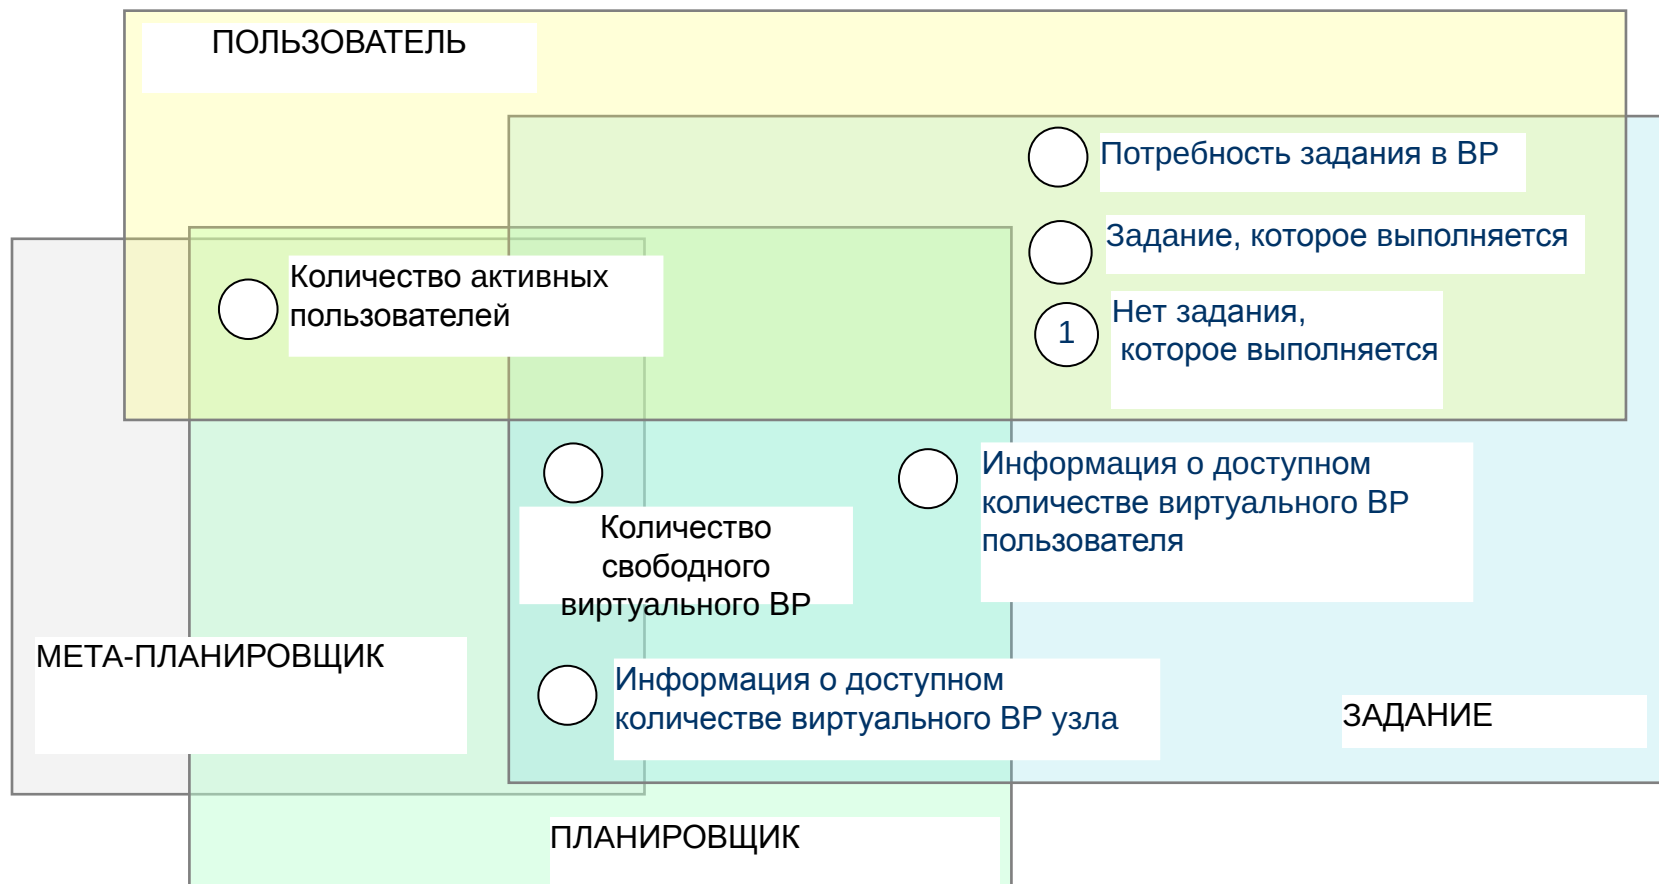 ПОЛЬЗОВАТЕЛЬ
Потребность задания в ВР
Задание, которое выполняется
Количество активных
пользователей
1
Нет задания,
которое выполняется
Информация о доступном
количестве виртуального ВР
пользователя
Количество
свободного
виртуального ВР
МЕТА-ПЛАНИРОВЩИК
Информация о доступном
количестве виртуального ВР узла
ЗАДАНИЕ
ПЛАНИРОВЩИК